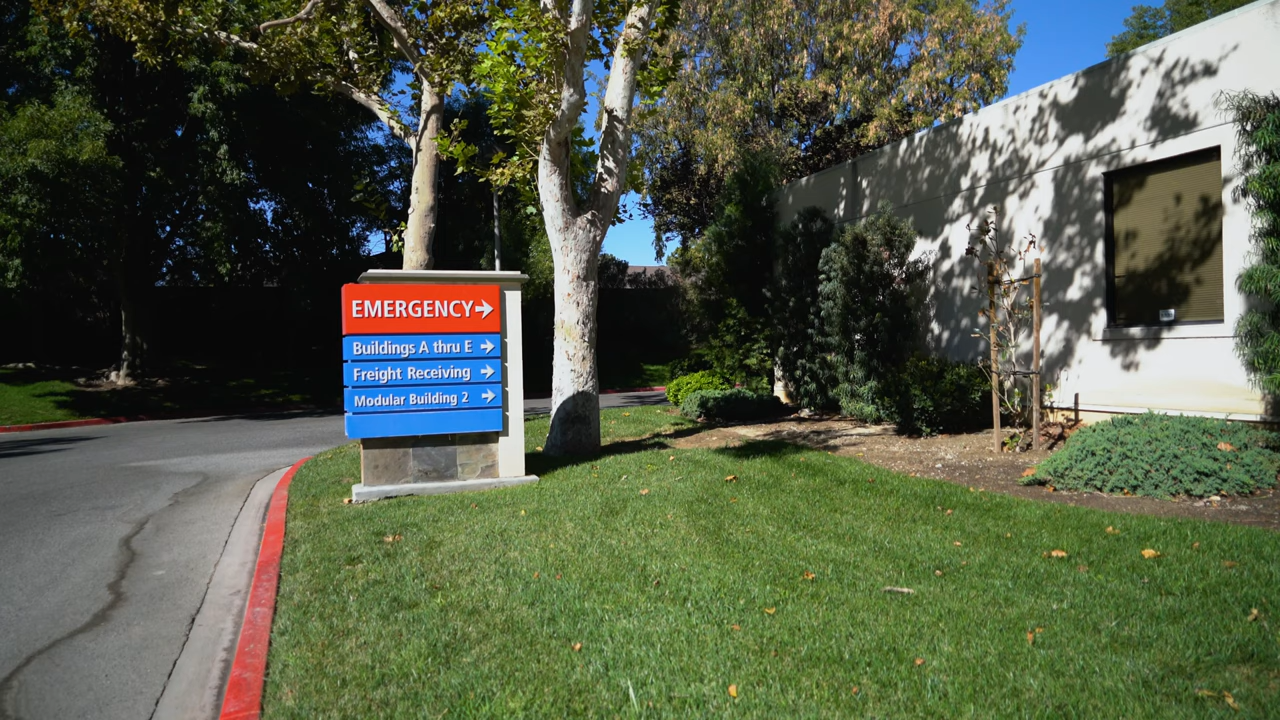 EMERGENCY→
Buildings A thru E →
Freight Receiving →
Modular Building 2 →